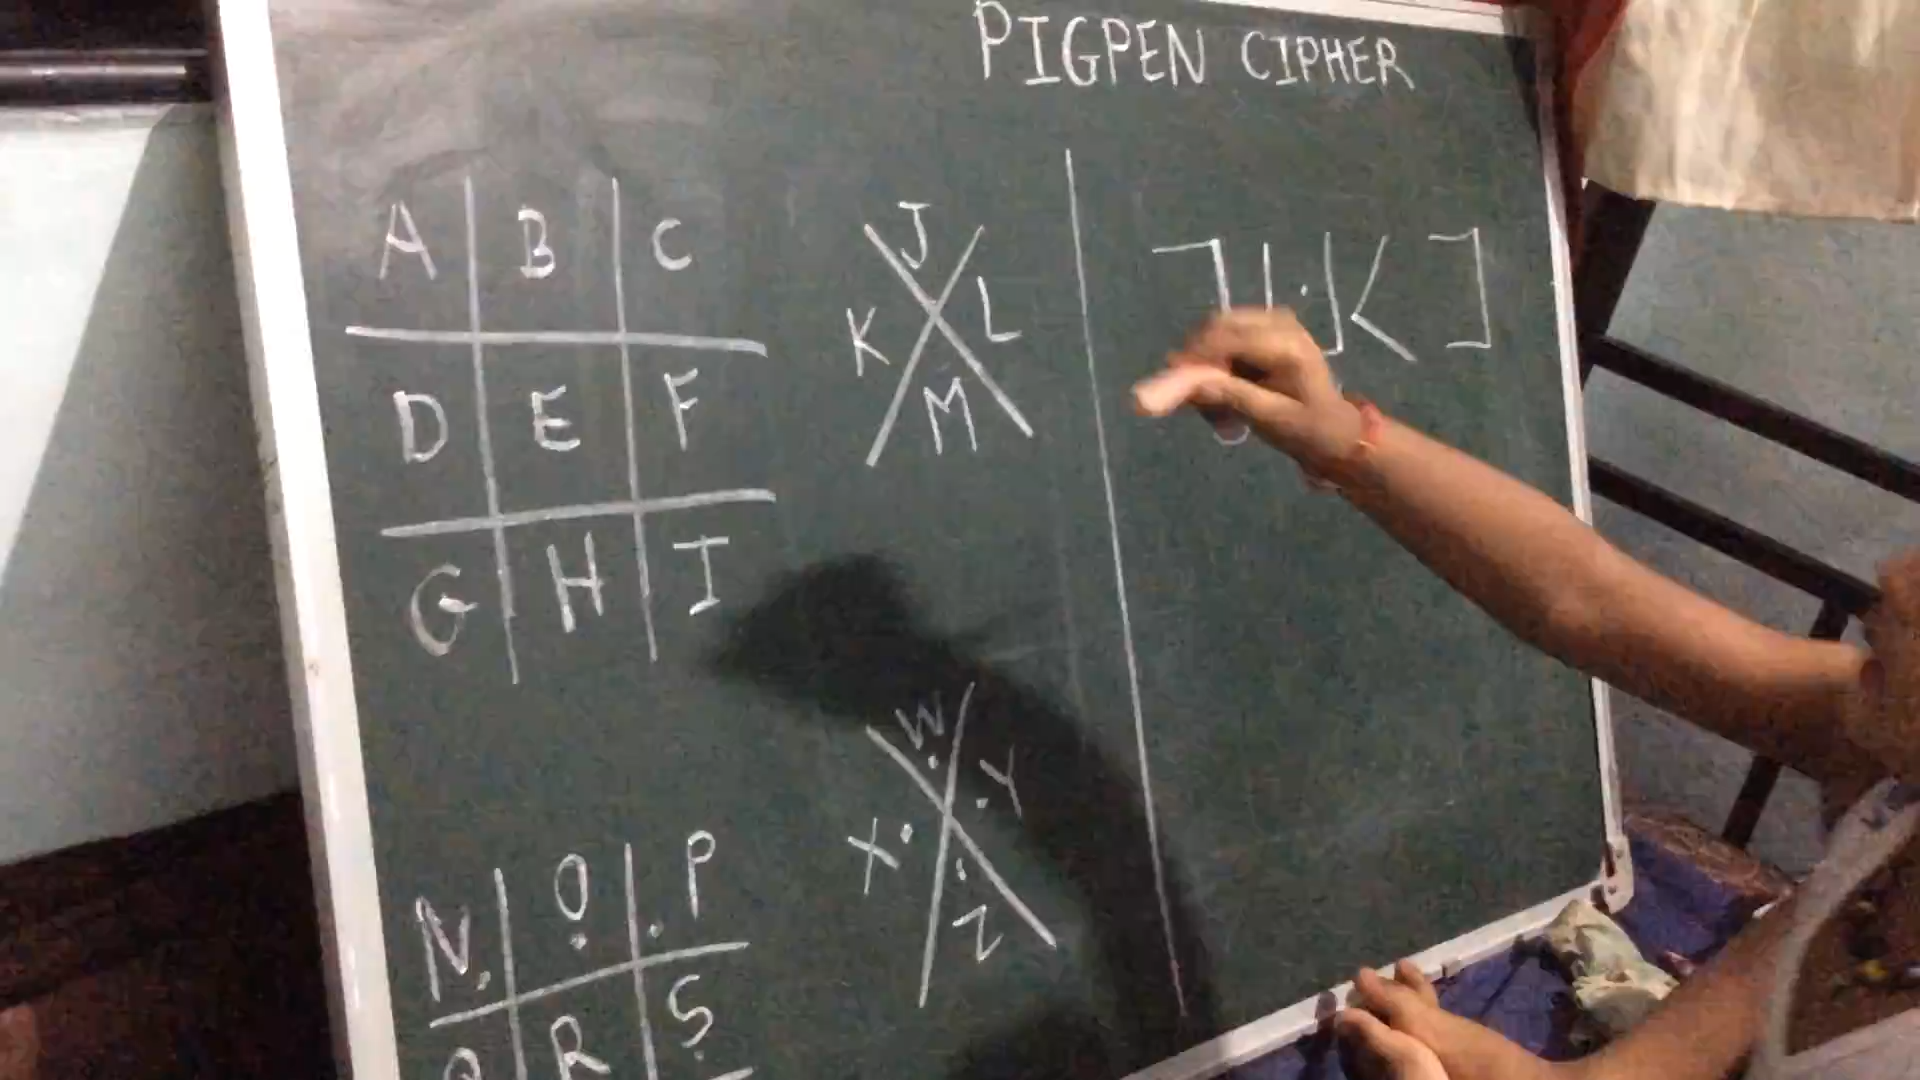 PIGPEN CIPHER
A B C
D E F
G H I
J
K L
M
N O P
Q R S
W
X Y
Z